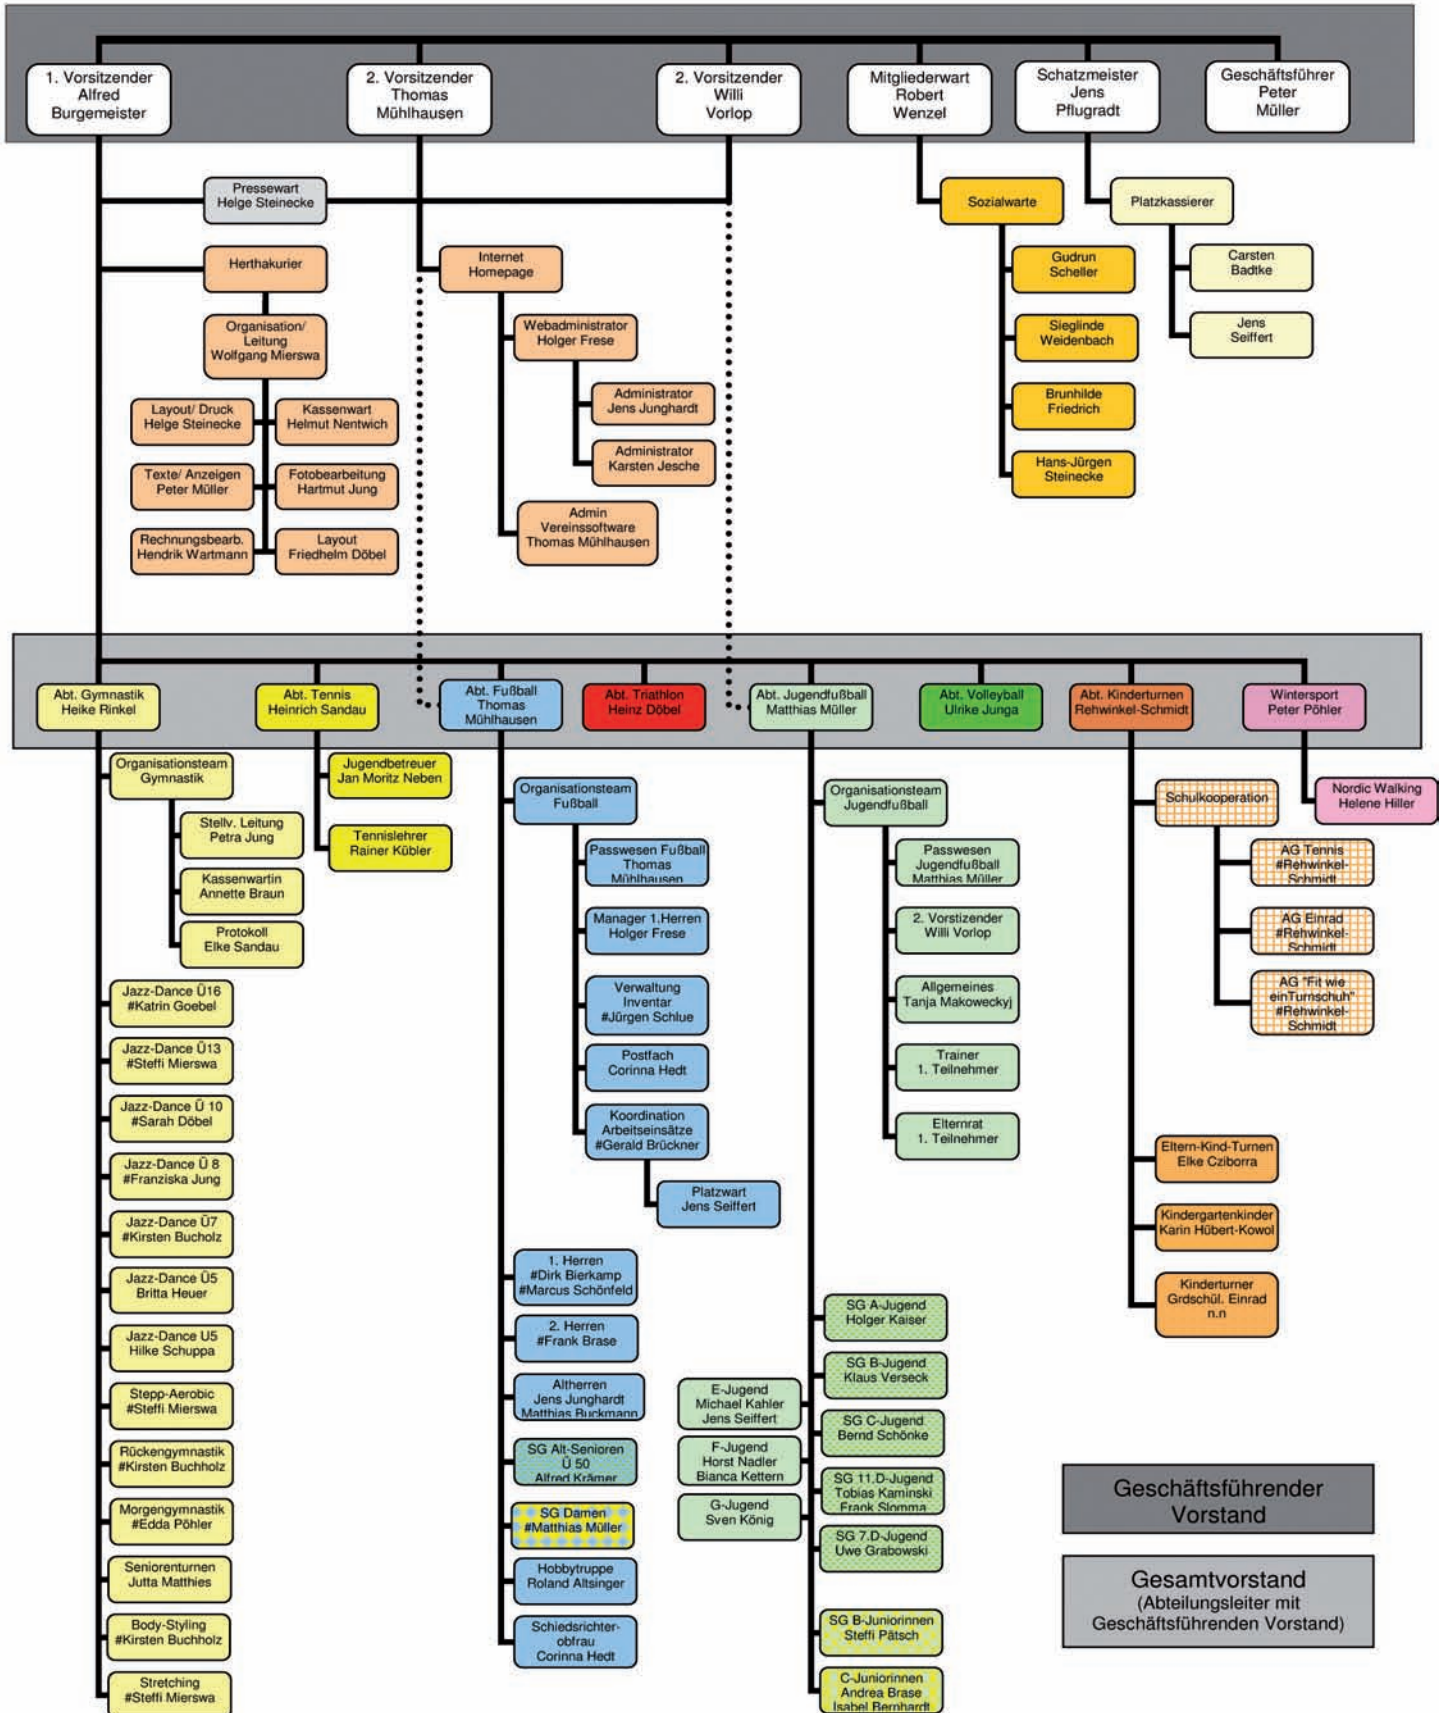 1. Vorsitzender
Alfred
Burgemeister
2. Vorsitzender
Thomas
Mühlhausen
2. Vorsitzender
Willi
Vorlop
Mitgliederwart
Robert
Wenzel
Schatzmeister
Jens
Pflugradt
Geschäftsführer
Peter
Müller
Pressewart
Helge Steinecke
Sozialwarte
Platzkassierer
Herthakurier
Internet
Homepage
Gudrun
Scheller
Carsten
Badtke
Organisation/
Leitung
Wolfgang Mierswa
Webadministrator
Holger Frese
Sieglinde
Weidenbach
Jens
Seiffert
Layout/ Druck
Helge Steinecke
Kassenwart
Helmut Nentwich
Administrator
Jens Junghardt
Brunhilde
Friedrich
Texte/ Anzeigen
Peter Müller
Fotobearbeitung
Hartmut Jung
Administrator
Karsten Jesche
Hans-Jürgen
Steinecke
Rechnungsbearb.
Hendrik Wartmann
Layout
Friedhelm Döbel
Admin
Vereinssoftware
Thomas Mühlhausen
Abt. Gymnastik
Heike Rinkel
Abt. Tennis
Heinrich Sandau
Abt. Fußball
Thomas
Mühlhausen
Abt. Triathlon
Heinz Döbel
Abt. Jugendfußball
Matthias Müller
Abt. Volleyball
Ulrike Junga
Abt. Kinderturnen
Rehwinkel-Schmidt
Wintersport
Peter Pöhler
Organisationsteam
Gymnastik
Stellv. Leitung
Petra Jung
Kassenwartin
Annette Braun
Protokoll
Elke Sandau
Jazz-Dance Ü16
#Katrin Goebel
Jazz-Dance Ü13
#Steffi Mierswa
Jazz-Dance Ü 10
#Sarah Döbel
Jazz-Dance Ü 8
#Franziska Jung
Jazz-Dance Ü7
#Kirsten Bucholz
Jazz-Dance Ü5
Britta Heuer
Jazz-Dance U5
Hilke Schuppa
Stepp-Aerobic
#Steffi Mierswa
Rückengymnastik
#Kirsten Buchholz
Morgengymnastik
#Edda Pöhler
Seniorenturnen
Jutta Matthies
Body-Styling
#Kirsten Buchholz
Stretching
#Steffi Mierswa
Jugendbetreuer
Jan Moritz Neben
Tennislehrer
Rainer Kübler
Organisationsteam
Fußball
Passwesen Fußball
Thomas
Mühlhausen
Manager 1.Herren
Holger Frese
Verwaltung
Inventar
#Jürgen Schlue
Postfach
Corinna Hedt
Koordination
Arbeitseinsätze
#Gerald Brückner
Platzwart
Jens Seiffert
1. Herren
#Dirk Bierkamp
#Marcus Schönfeld
2. Herren
#Frank Brase
Altherren
Jens Junghardt
Matthias Buckmann
SG Alt-Senioren
Ü 50
Alfred Krämer
SG Damen
#Matthias Müller
Hobbytruppe
Roland Altsinger
Schiedsrichter-
obfrau
Corinna Hedt
Organisationsteam
Jugendfußball
Passwesen
Jugendfußball
Matthias Müller
2. Vorstizender
Willi Vorlop
Allgemeines
Tanja Makoweckyj
Trainer
1. Teilnehmer
Elternrat
1. Teilnehmer
SG A-Jugend
Holger Kaiser
SG B-Jugend
Klaus Verseck
E-Jugend
Michael Kahler
Jens Seiffert
SG C-Jugend
Bernd Schönke
F-Jugend
Horst Nadler
Bianca Kettern
SG 11.D-Jugend
Tobias Kaminski
Frank Slomma
G-Jugend
Sven König
SG 7.D-Jugend
Uwe Grabowski
SG B-Juniorinnen
Steffi Pätsch
C-Juniorinnen
Andrea Brase
Isabel Bernhardt
Schulkooperation
AG Tennis
#Rehwinkel-
Schmidt
AG Einrad
#Rehwinkel-
Schmidt
AG "Fit wie
einTurnschuh"
#Rehwinkel-
Schmidt
Eltern-Kind-Turnen
Elke Cziborra
Kindergartenkinder
Karin Hübert-Kowol
Kinderturner
Grdschül. Einrad
n.n
Nordic Walking
Helene Hiller
Geschäftsführender
Vorstand
Gesamtvorstand
(Abteilungsleiter mit
Geschäftsführenden Vorstand)